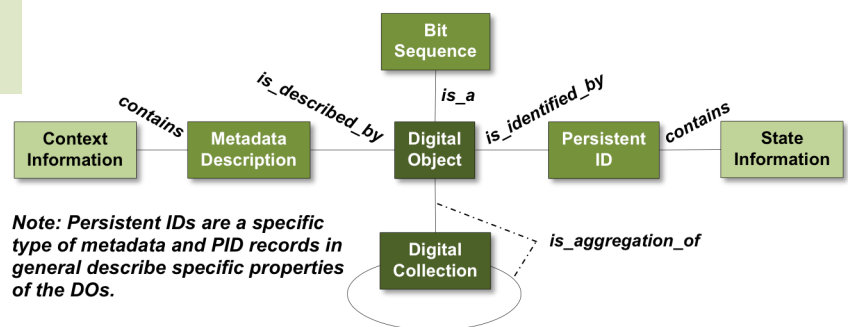 Bit
Sequence
is_a
is_described_by
is_identified_by
contains
contains
Context
Information
Metadata
Description
Digital
Object
Persistent
ID
State
Information
Note: Persistent IDs are a specific
type of metadata and PID records in
general describe specific properties
of the DOs.
Digital
Collection
is_aggregation_of